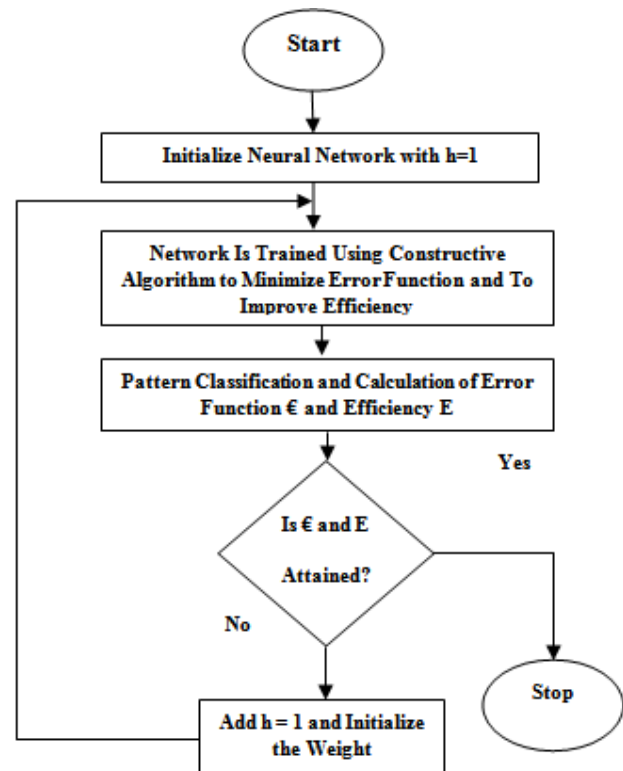 Start
Initialize Neural Network with h=1
Network Is Trained Using Constructive
Algorithm to Minimize Error Function and To
Improve Efficiency
Pattern Classification and Calculation of Error
Function € and Efficiency E
Yes
Is € and E
Attained?
No
Stop
Add h = 1 and Initialize
the Weight